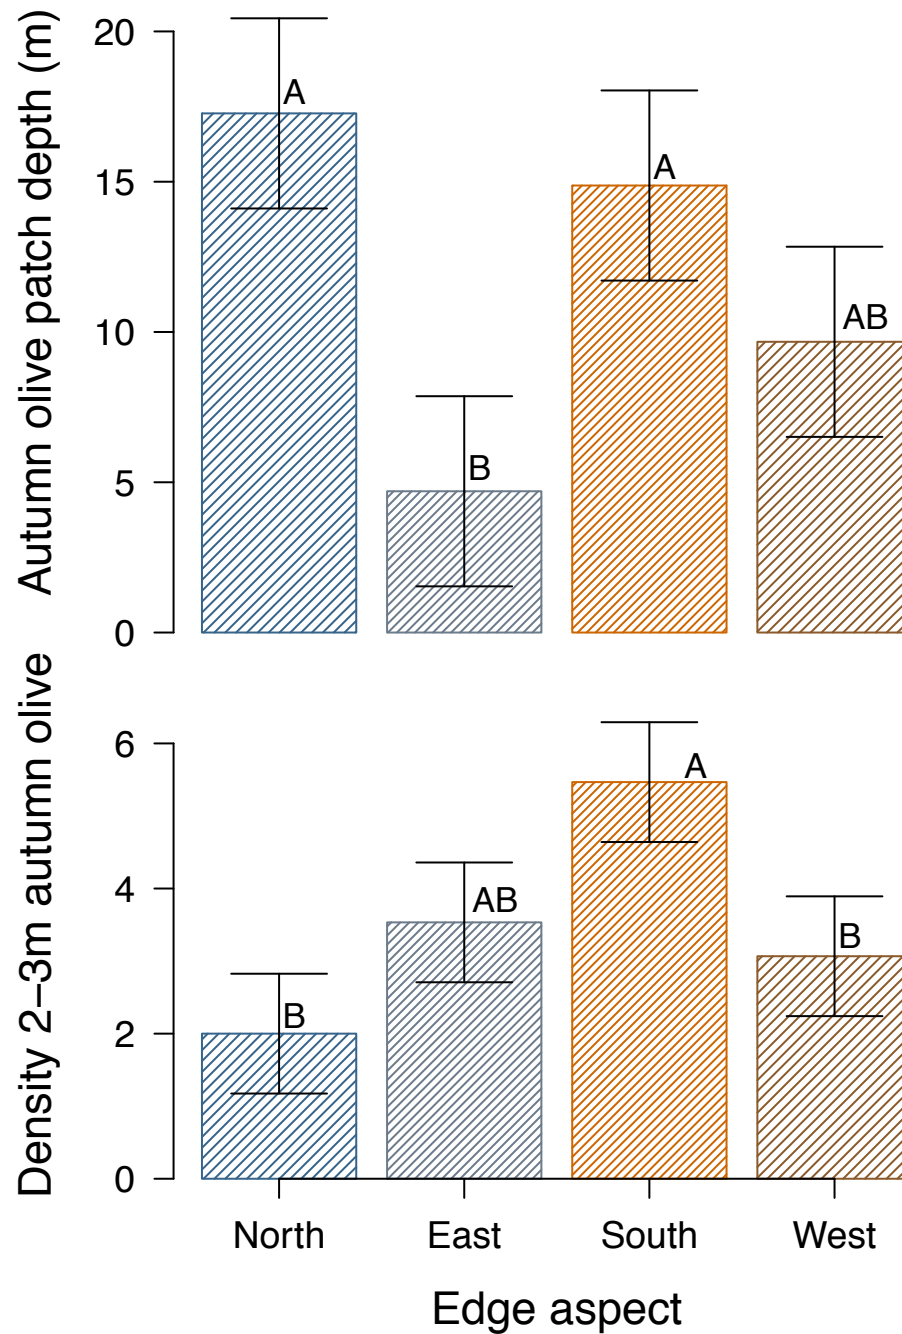 Autumn olive patch depth (m)
20
15
10
5
0
A
B
A
AB
Density 2–3m autumn olive
6
4
2
0
B
AB
A
B
North East South West
Edge aspect